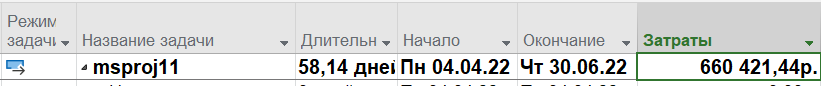 Режим задачи Название задачи Длительн Начало Окончание Затраты
msproj11 58,14 дней Пн 04.04.22 Чт 30.06.22 660 421,44р.